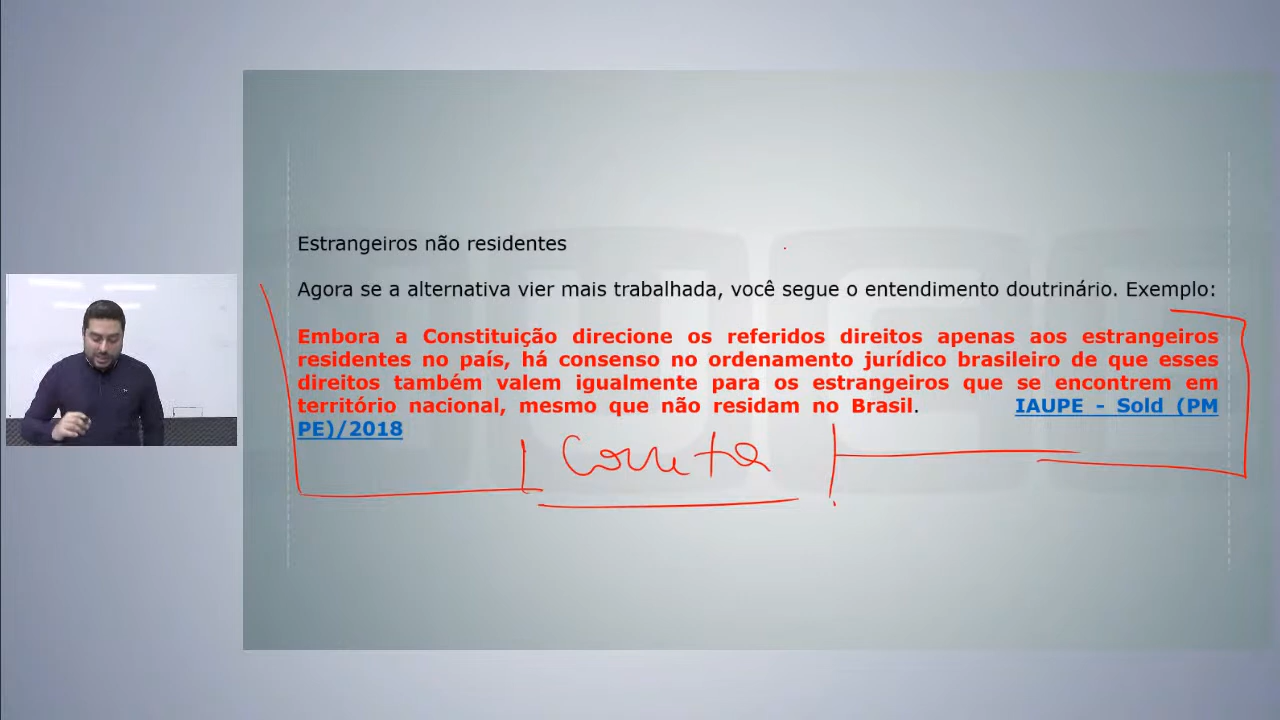 Estrangeiros não residentes
Agora se a alternativa vier mais trabalhada, você segue o entendimento doutrinário. Exemplo:
Embora a Constituição direcione os referidos direitos apenas aos estrangeiros
residentes no país, há consenso no ordenamento jurídico brasileiro de que esses
direitos também valem igualmente para os estrangeiros que se encontrem em
território nacional, mesmo que não residam no Brasil. IAUPE - Sold (PM
PE)/2018
Correta